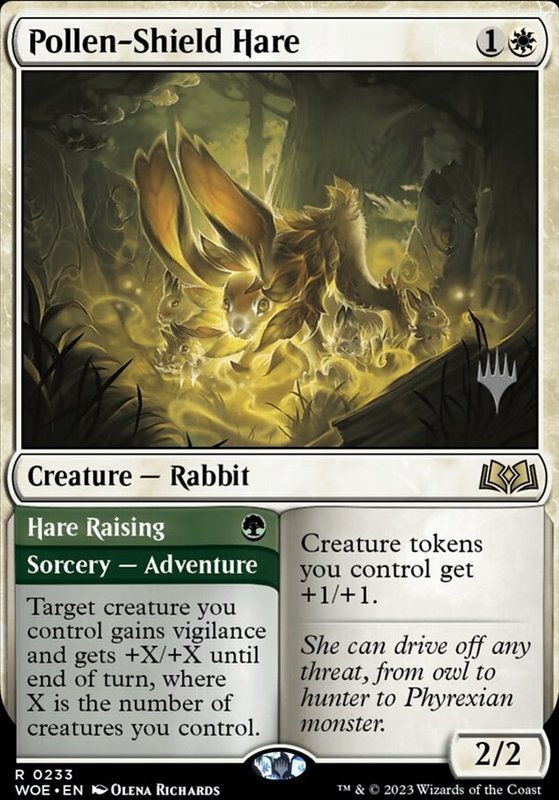 Pollen-Shield Hare 1
Creature — Rabbit
Hare Raising
Sorcery — Adventure
Target creature you
control gains vigilance
and gets +X/+X until
end of turn, where
X is the number of
creatures you control.
Creature tokens
you control get
+1/+1.
She can drive off any
threat, from owl to
hunter to Phyrexian
monster.
2/2
R 0233
WOE • EN Olena Richards
™ & © 2023 Wizards of the Coast